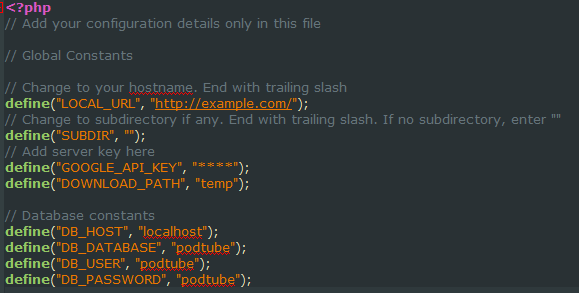 <?php
// Add your configuration details only in this file
// Global Constants
// Change to your hostname. End with trailing slash
define("LOCAL_URL", "http://example.com/");
// Change to subdirectory if any. End with trailing slash. If no subdirectory, enter ""
define("SUBDIR", "");
// Add server key here
define("GOOGLE_API_KEY", "****");
define("DOWNLOAD_PATH", "temp");
// Database constants
define("DB_HOST", "localhost");
define("DB_DATABASE", "podtube");
define("DB_USER", "podtube");
define("DB_PASSWORD", "podtube");